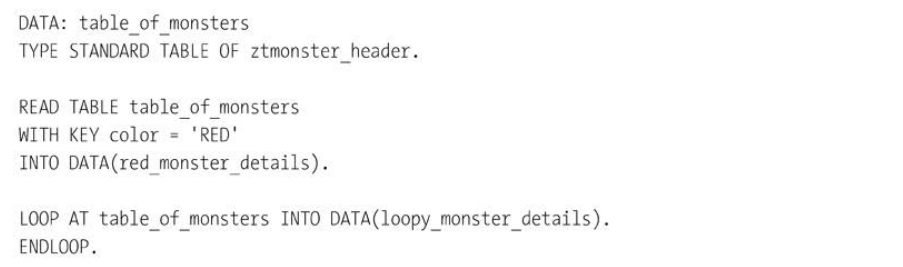 DATA: table_of_monsters
TYPE STANDARD TABLE OF ztmonster_header.
READ TABLE table_of_monsters
WITH KEY color = 'RED'
INTO DATA(red_monster_details).
LOOP AT table_of_monsters INTO DATA(loopy_monster_details).
ENDLOOP.